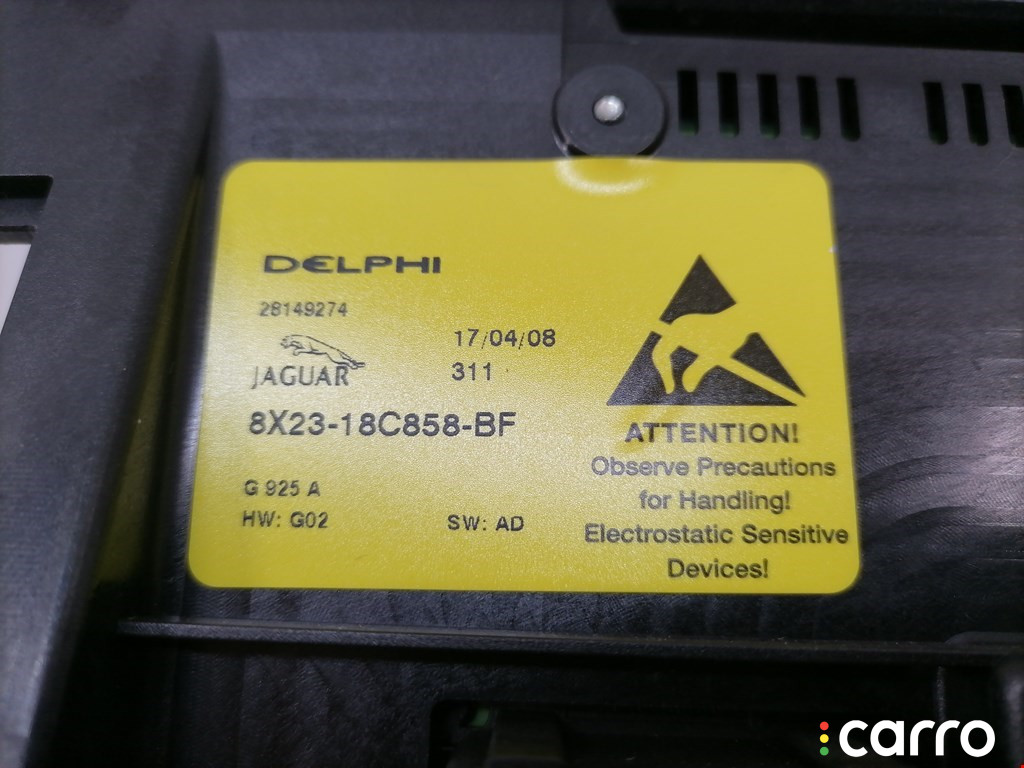 DELPHI
28149274
JAGUAR
17/04/08
311
8X23-18C858-BF
G 925 A
HW: G02
SW: AD
ATTENTION!
Observe Precautions
for Handling!
Electrostatic Sensitive
Devices!
carro